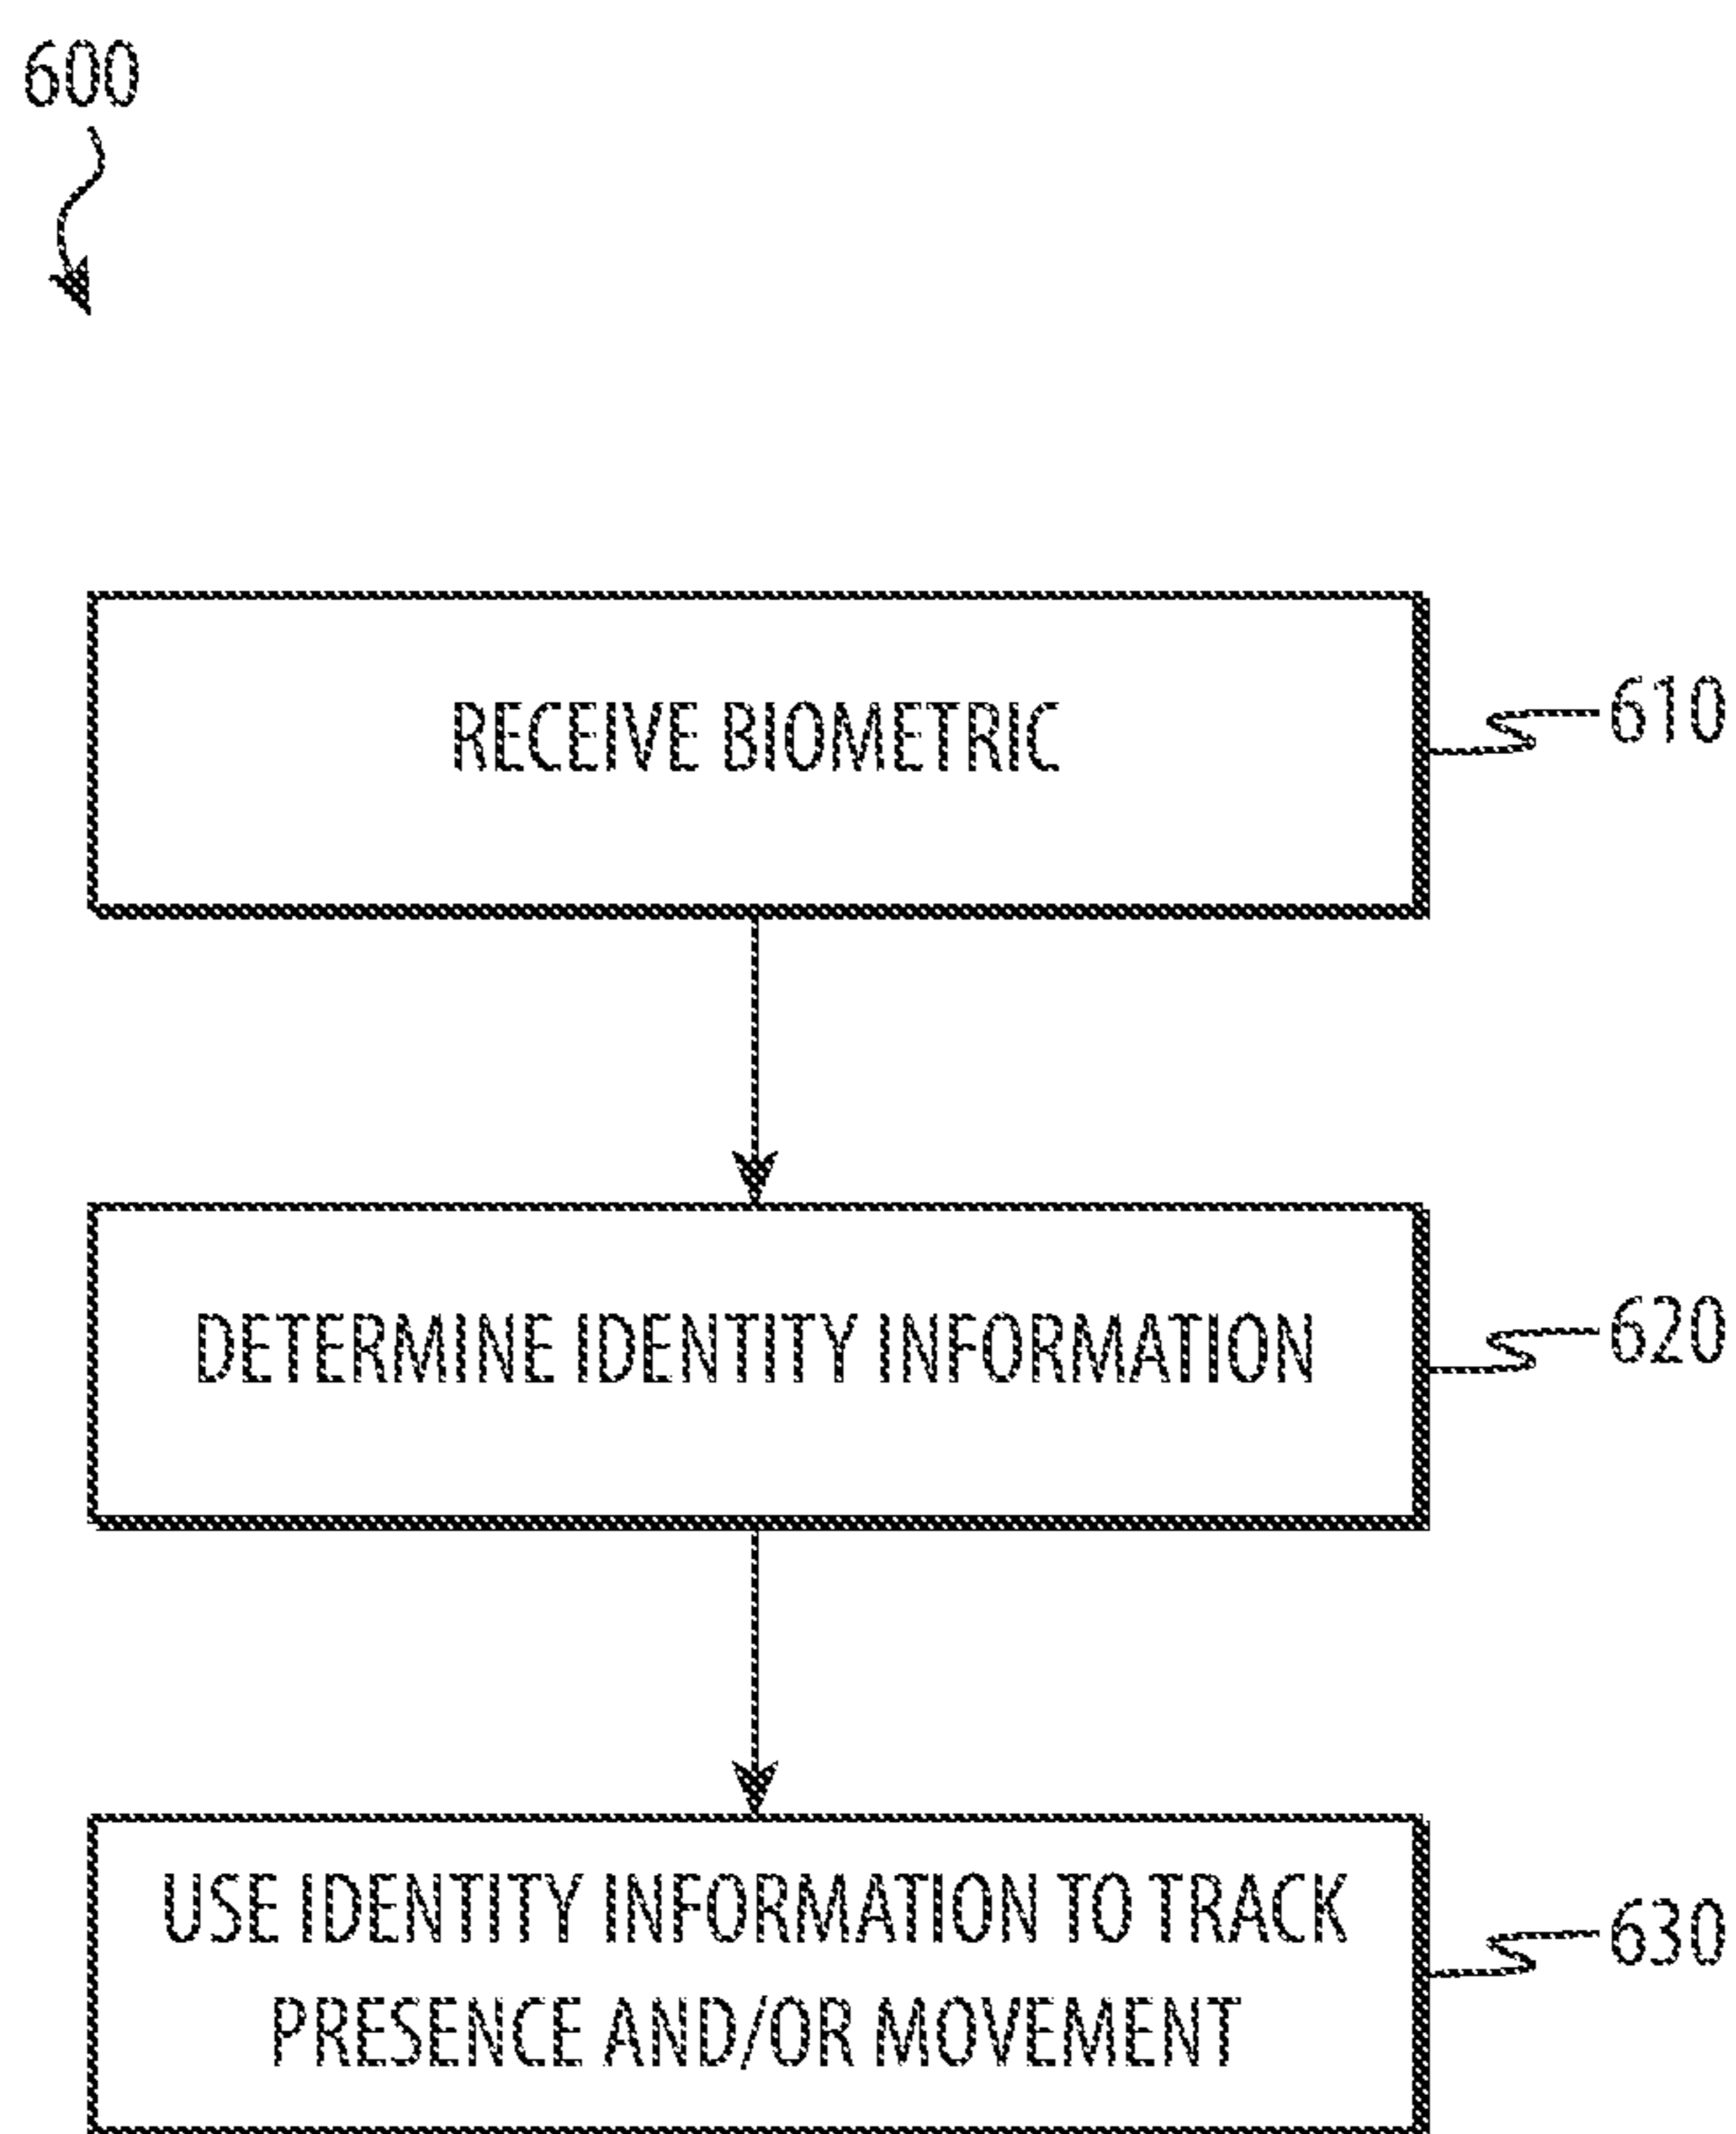 600
RECEIVE BIOMETRIC
610
DETERMINE IDENTITY INFORMATION
620
USE IDENTITY INFORMATION TO TRACK
PRESENCE AND/OR MOVEMENT
630